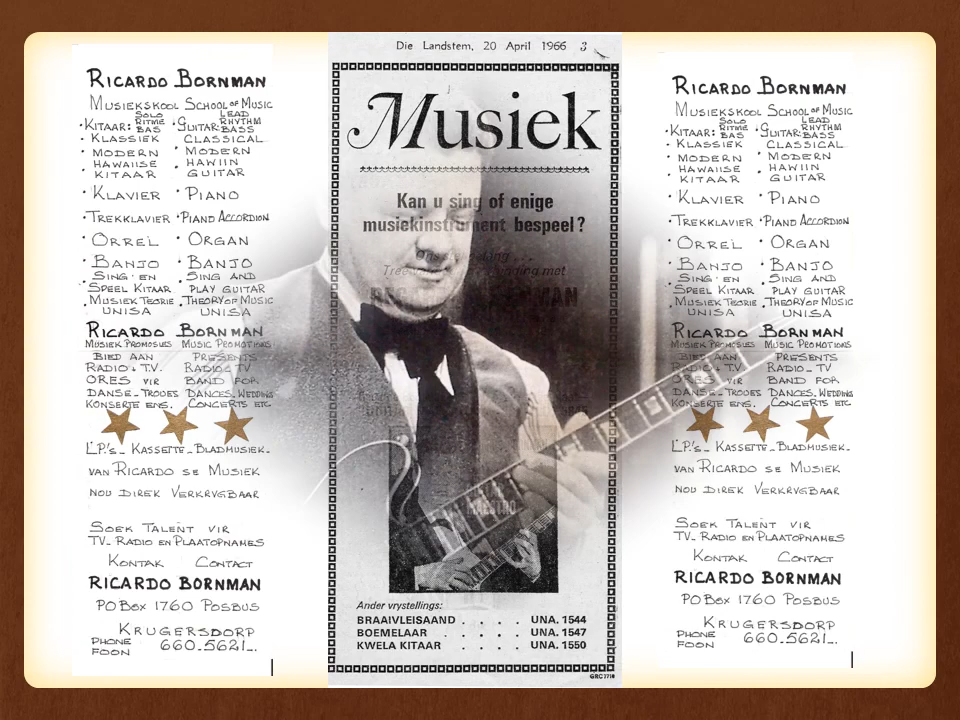 RICARDO BORNMAN
MUSIEKSKOOL SCHOOL OF MUSIC
• KITAAR: SOLO RITME BAS • GUITAR: LEAD RHYTHM BASS
• KLASSIEK CLASSICAL
• MODERN • MODERN
HAWAIISE • HAWIIN
• KITAAR GUITAR
• KLAVIER • PIANO
• TREKKLAVIER • PIANO ACCORDION
• ORREL • ORGAN
• BANJO • BANJO
SING EN • SING AND
• SPEEL KITAAR PLAY GUITAR
• MUSIEK TEORIE • THEORY OF MUSIC
UNISA UNISA
RICARDO BORNMAN
MUSIEK PROMOSIES MUSIC PROMOTIONS
BIED AAN PRESENTS
RADIO + T.V. RADIO + TV
ORES VIR BAND FOR
DANSE - TROUES DANCES - WEDDING
KONSERTE ENS. CONCERTS ETC
L.P.'s - KASSETTE - BLADMUSIEK -
VAN RICARDO SE MUSIEK
NOU DIREK VERKRYGBAAR
SOEK TALENT VIR
TV - RADIO EN PLAATOPNAMES
KONTAK CONTACT
RICARDO BORNMAN
PO BOX 1760 POSBUS
KRUGERSDORP
PHONE
FOON 660-5621
Die Landstem, 20 April 1966 3
Musiek
Kan u sing of enige
musiekinstrument bespeel?
met
BORNMAN
MAESTRO
Ander vrystellings:
BRAAIVLEISAAND . . . . UNA. 1544
BOEMELAAR . . . . . UNA. 1547
KWELA KITAAR . . . . UNA. 1550
RICARDO BORNMAN
MUSIEKSKOOL SCHOOL OF MUSIC
• KITAAR: SOLO RITME BAS • GUITAR: LEAD RHYTHM BASS
• KLASSIEK CLASSICAL
• MODERN • MODERN
HAWAIISE HAWIIN
• KITAAR • GUITAR
• KLAVIER • PIANO
• TREKKLAVIER • PIANO ACCORDION
• ORREL • ORGAN
• BANJO • BANJO
SING EN • SING AND
• SPEEL KITAAR PLAY GUITAR
• MUSIEK TEORIE • THEORY OF MUSIC
UNISA UNISA
RICARDO BORNMAN
MUSIEK PROMOSIES MUSIC PROMOTIONS
BIED AAN PRESENTS
RADIO + T.V. RADIO - TV
ORES VIR BAND FOR
DANSE - TROUES DANCES - WEDDING
KONSERTE ENS. CONCERTS ETC
L.P.'s - KASSETTE - BLADMUSIEK -
VAN RICARDO SE MUSIEK
NOU DIREK VERKRYGBAAR
SOEK TALENT VIR
TV - RADIO EN PLAATOPNAMES
KONTAK CONTACT
RICARDO BORNMAN
PO BOX 1760 POSBUS
KRUGERSDORP
PHONE
FOON 660-5621